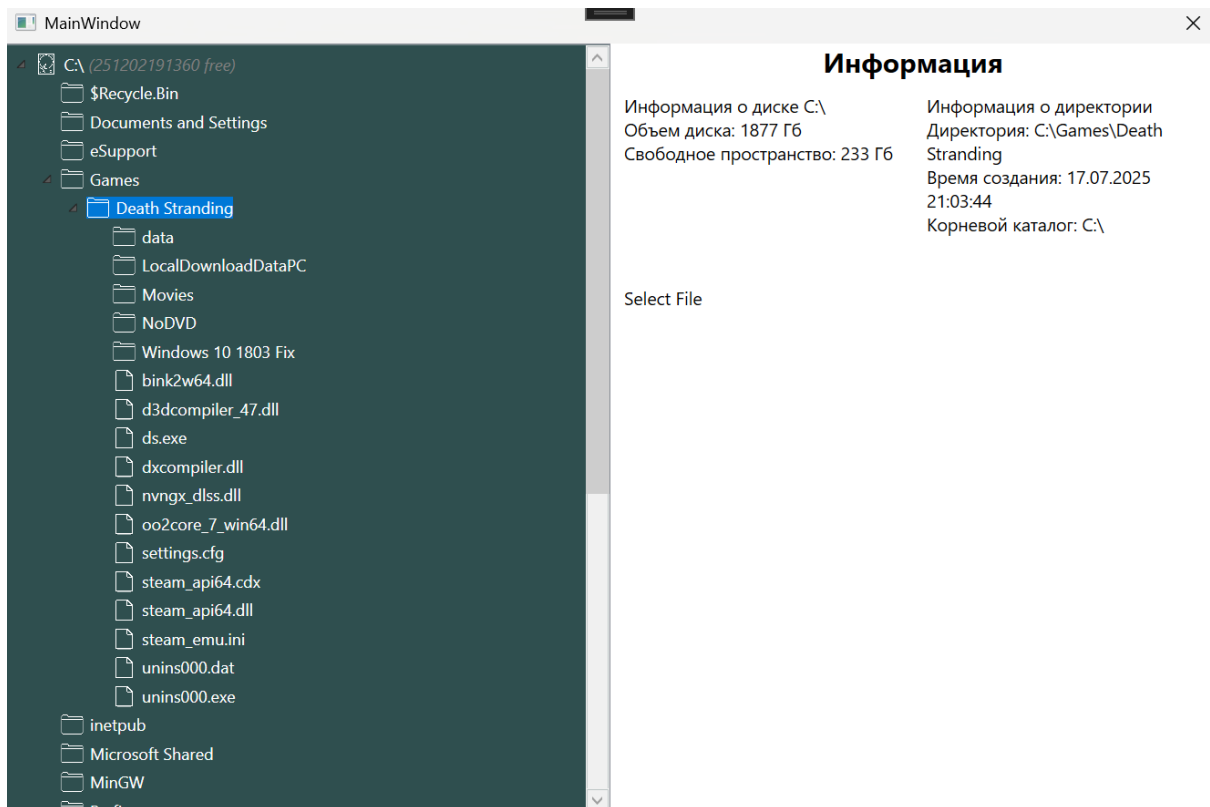 MainWindow
C:\ (251202191360 free)
$Recycle.Bin
Documents and Settings
eSupport
Games
Death Stranding
data
LocalDownloadDataPC
Movies
NoDVD
Windows 10 1803 Fix
bink2w64.dll
d3dcompiler_47.dll
ds.exe
dxcompiler.dll
nvngx_dlss.dll
oo2core_7_win64.dll
settings.cfg
steam_api64.cdx
steam_api64.dll
steam_emu.ini
unins000.dat
unins000.exe
inetpub
Microsoft Shared
MinGW
Информация
Информация о диске C:\
Объем диска: 1877 Гб
Свободное пространство: 233 Гб
Информация о директории
Директория: C:\Games\Death
Stranding
Время создания: 17.07.2025
21:03:44
Корневой каталог: C:\
Select File